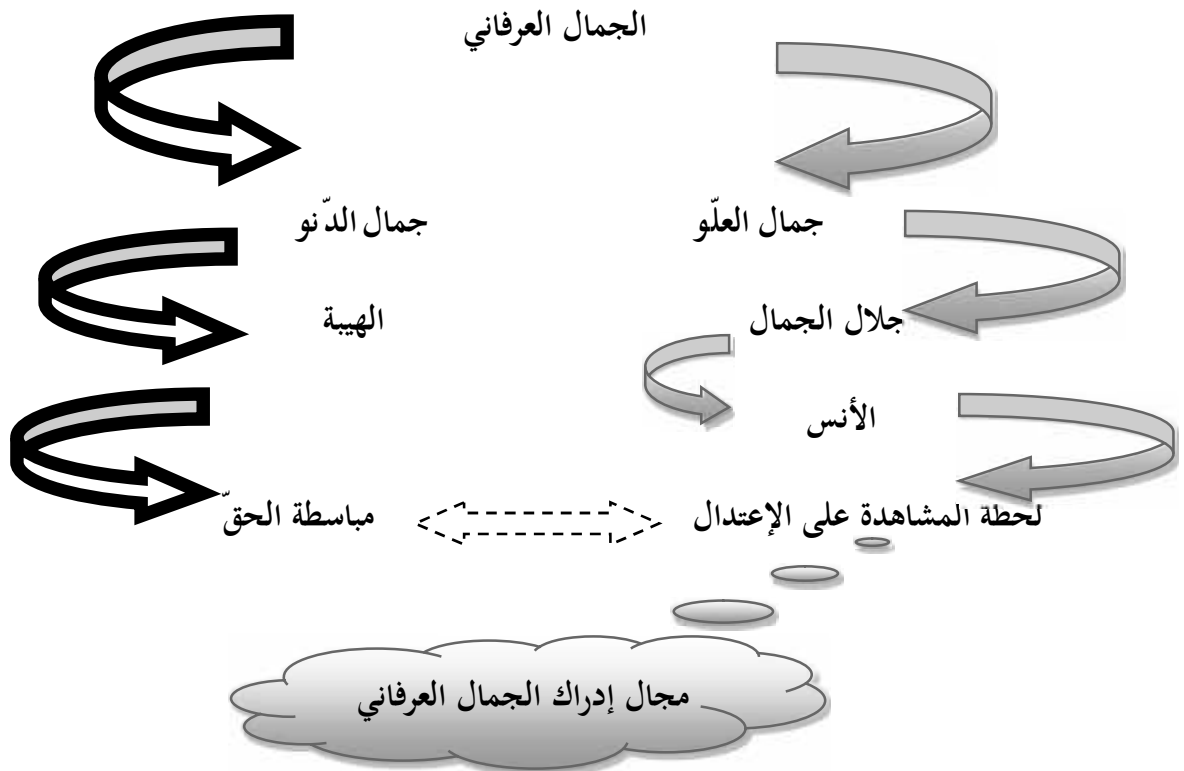 الجمال العرفاني
جمال العلّو
جمال الدّنو
جلال الجمال
الهيبة
الأنس
لحظة المشاهدة على الإعتدال
مباسطة الحقّ
مجال إدراك الجمال العرفاني